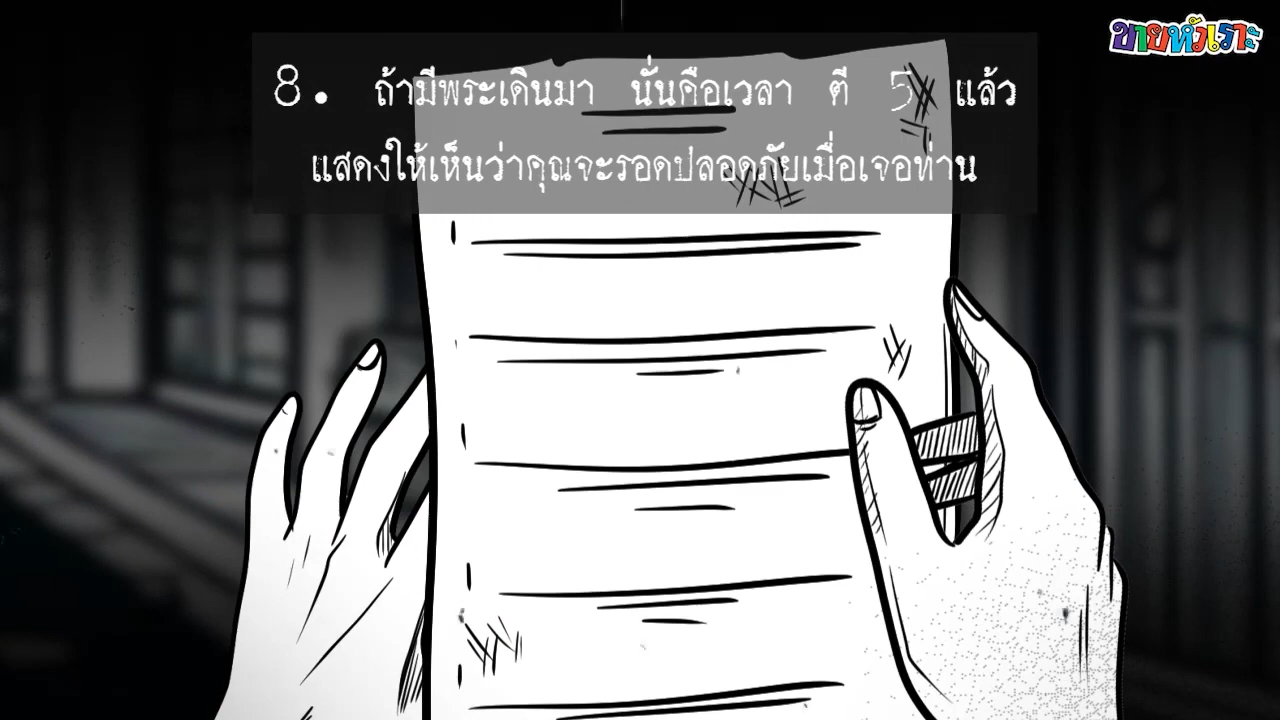 ขายหัวเราะ
8. ถ้ามีพระเดินมา นั่นคือเวลา ตี 5 แล้ว
แสดงให้เห็นว่าคุณจะรอดปลอดภัยเมื่อเจอท่าน